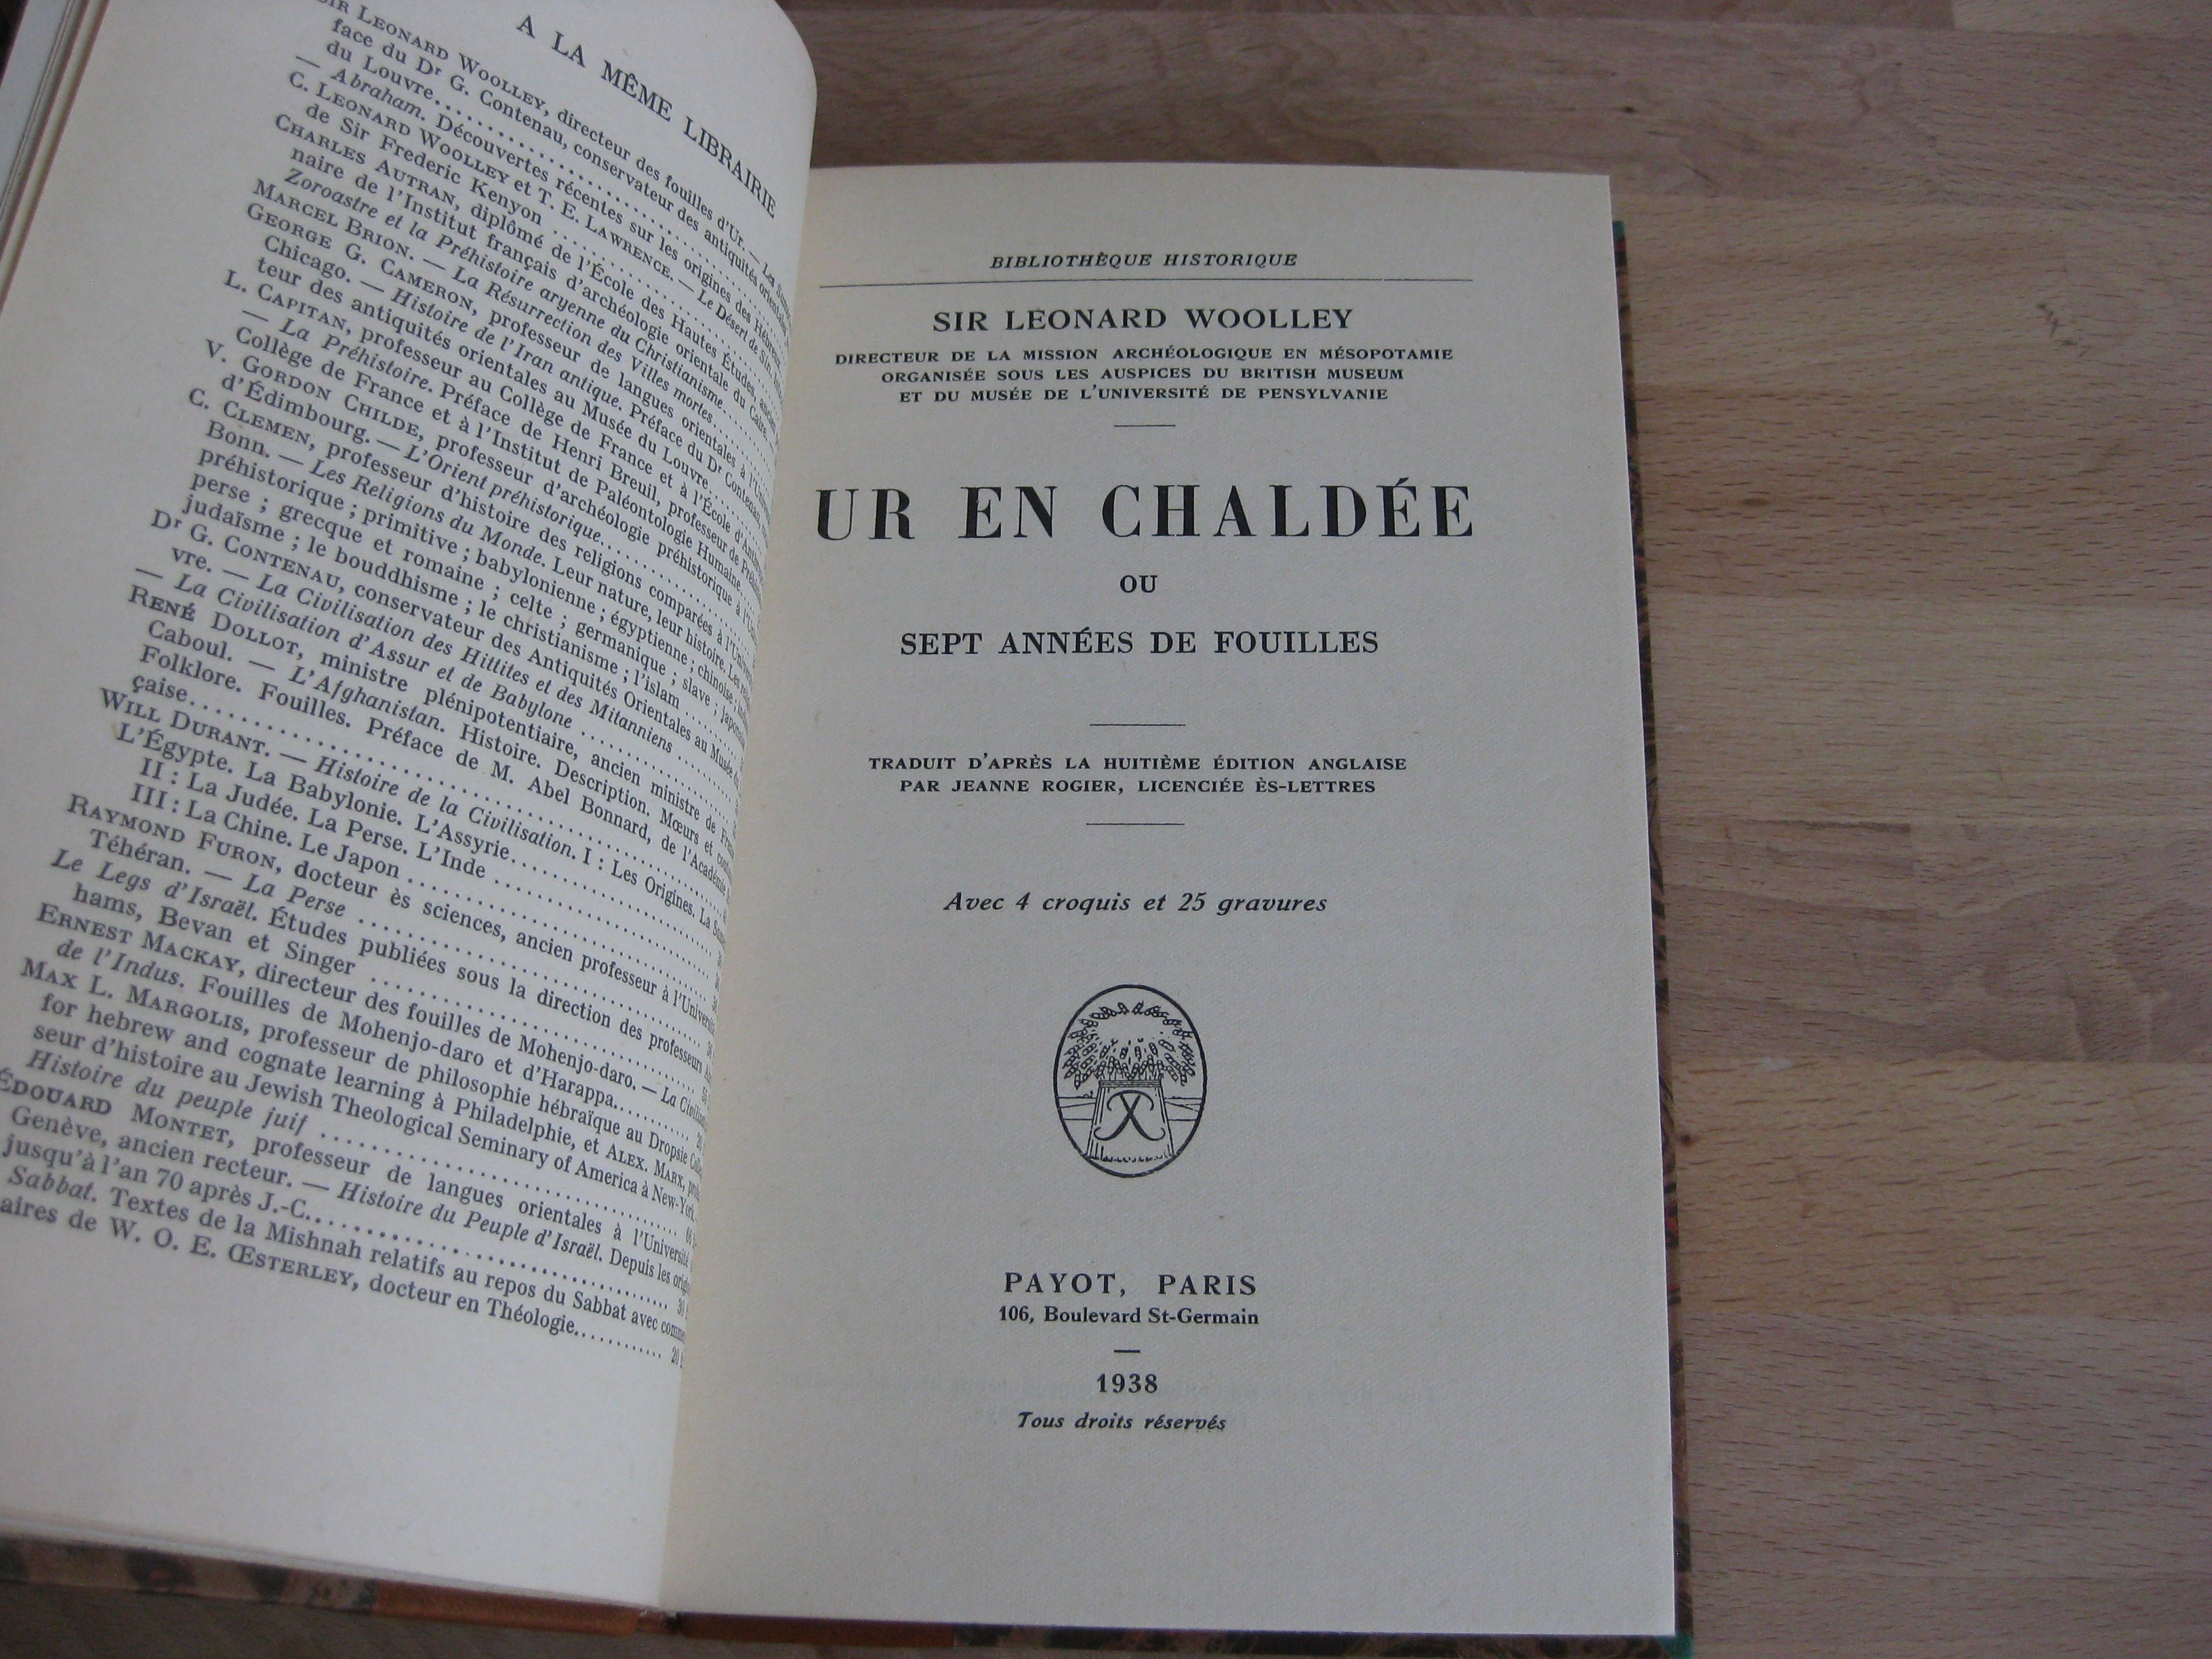 A LA MÊME LIBRAIRIE
SIR LEONARD WOOLLEY, directeur des fouilles d'Ur. — Les
face du Dr G. Contenau, conservateur des antiquités orientales
du Louvre
— Abraham. Découvertes récentes sur les origines des Hébreux
C. LEONARD WOOLLEY et T. E. LAWRENCE. — Le Désert de Sin.
de Sir Frederic Kenyon
CHARLES AUTRAN, diplômé de l'École des Hautes Études,
naire de l'Institut français d'archéologie orientale du Caire.
Zoroastre et la Préhistoire aryenne du Christianisme
MARCEL BRION. — La Résurrection des Villes mortes
GEORGE G. CAMERON, professeur de langues orientales à
Chicago. — Histoire de l'Iran antique. Préface du Dr Contenau,
teur des antiquités orientales au Musée du Louvre
L. CAPITAN, professeur au Collège de France et à l'École
— La Préhistoire. Préface de Henri Breuil, professeur de
Collège de France et à l'Institut de Paléontologie Humaine
V. GORDON CHILDE, professeur d'archéologie préhistorique à
d'Édimbourg. — L'Orient préhistorique
C. CLEMEN, professeur d'histoire des religions comparées à
Bonn. — Les Religions du Monde. Leur nature, leur histoire. Les
préhistorique ; primitive ; babylonienne ; égyptienne ; chinoise ;
perse ; grecque et romaine ; celte ; germanique ; slave ;
judaïsme ; le bouddhisme ; le christianisme ; l'islam
Dr G. CONTENAU, conservateur des Antiquités Orientales au Musée
vre. — La Civilisation des Hittites et des Mitanniens
— La Civilisation d'Assur et de Babylone
RENÉ DOLLOT, ministre plénipotentiaire, ancien ministre de
Caboul. — L'Afghanistan. Histoire. Description. Mœurs et
Folklore. Fouilles. Préface de M. Abel Bonnard, de l'Académie
çaise
WILL DURANT. — Histoire de la Civilisation. I : Les Origines. La
L'Égypte. La Babylonie. L'Assyrie
II : La Judée. La Perse. L'Inde
III : La Chine. Le Japon
RAYMOND FURON, docteur ès sciences, ancien professeur à
Téhéran. — La Perse
Le Legs d'Israël. Études publiées sous la direction des professeurs
hams, Bevan et Singer
ERNEST MACKAY, directeur des fouilles de Mohenjo-daro. — La
de l'Indus. Fouilles de Mohenjo-daro et d'Harappa
MAX L. MARGOLIS, professeur de philosophie hébraïque au Dropsie
for hebrew and cognate learning à Philadelphie, et ALEX. MARX,
seur d'histoire au Jewish Theological Seminary of America à New-York.
Histoire du peuple juif
ÉDOUARD MONTET, professeur de langues orientales à l'Université
Genève, ancien recteur. — Histoire du Peuple d'Israël. Depuis les
jusqu'à l'an 70 après J.-C.
Sabbat. Textes de la Mishnah relatifs au repos du Sabbat avec
aires de W. O. E. ŒSTERLEY, docteur en Théologie
BIBLIOTHÈQUE HISTORIQUE
SIR LEONARD WOOLLEY
DIRECTEUR DE LA MISSION ARCHÉOLOGIQUE EN MÉSOPOTAMIE
ORGANISÉE SOUS LES AUSPICES DU BRITISH MUSEUM
ET DU MUSÉE DE L'UNIVERSITÉ DE PENSYLVANIE
UR EN CHALDÉE
OU
SEPT ANNÉES DE FOUILLES
TRADUIT D'APRÈS LA HUITIÈME ÉDITION ANGLAISE
PAR JEANNE ROGIER, LICENCIÉE ÈS-LETTRES
Avec 4 croquis et 25 gravures
PAYOT, PARIS
106, Boulevard St-Germain
1938
Tous droits réservés